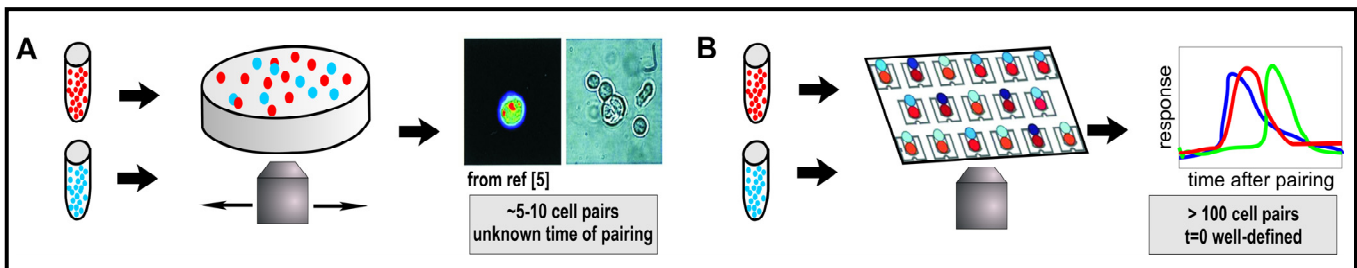 A
from ref [5]
~5-10 cell pairs
unknown time of pairing
B
response
time after pairing
> 100 cell pairs
t=0 well-defined